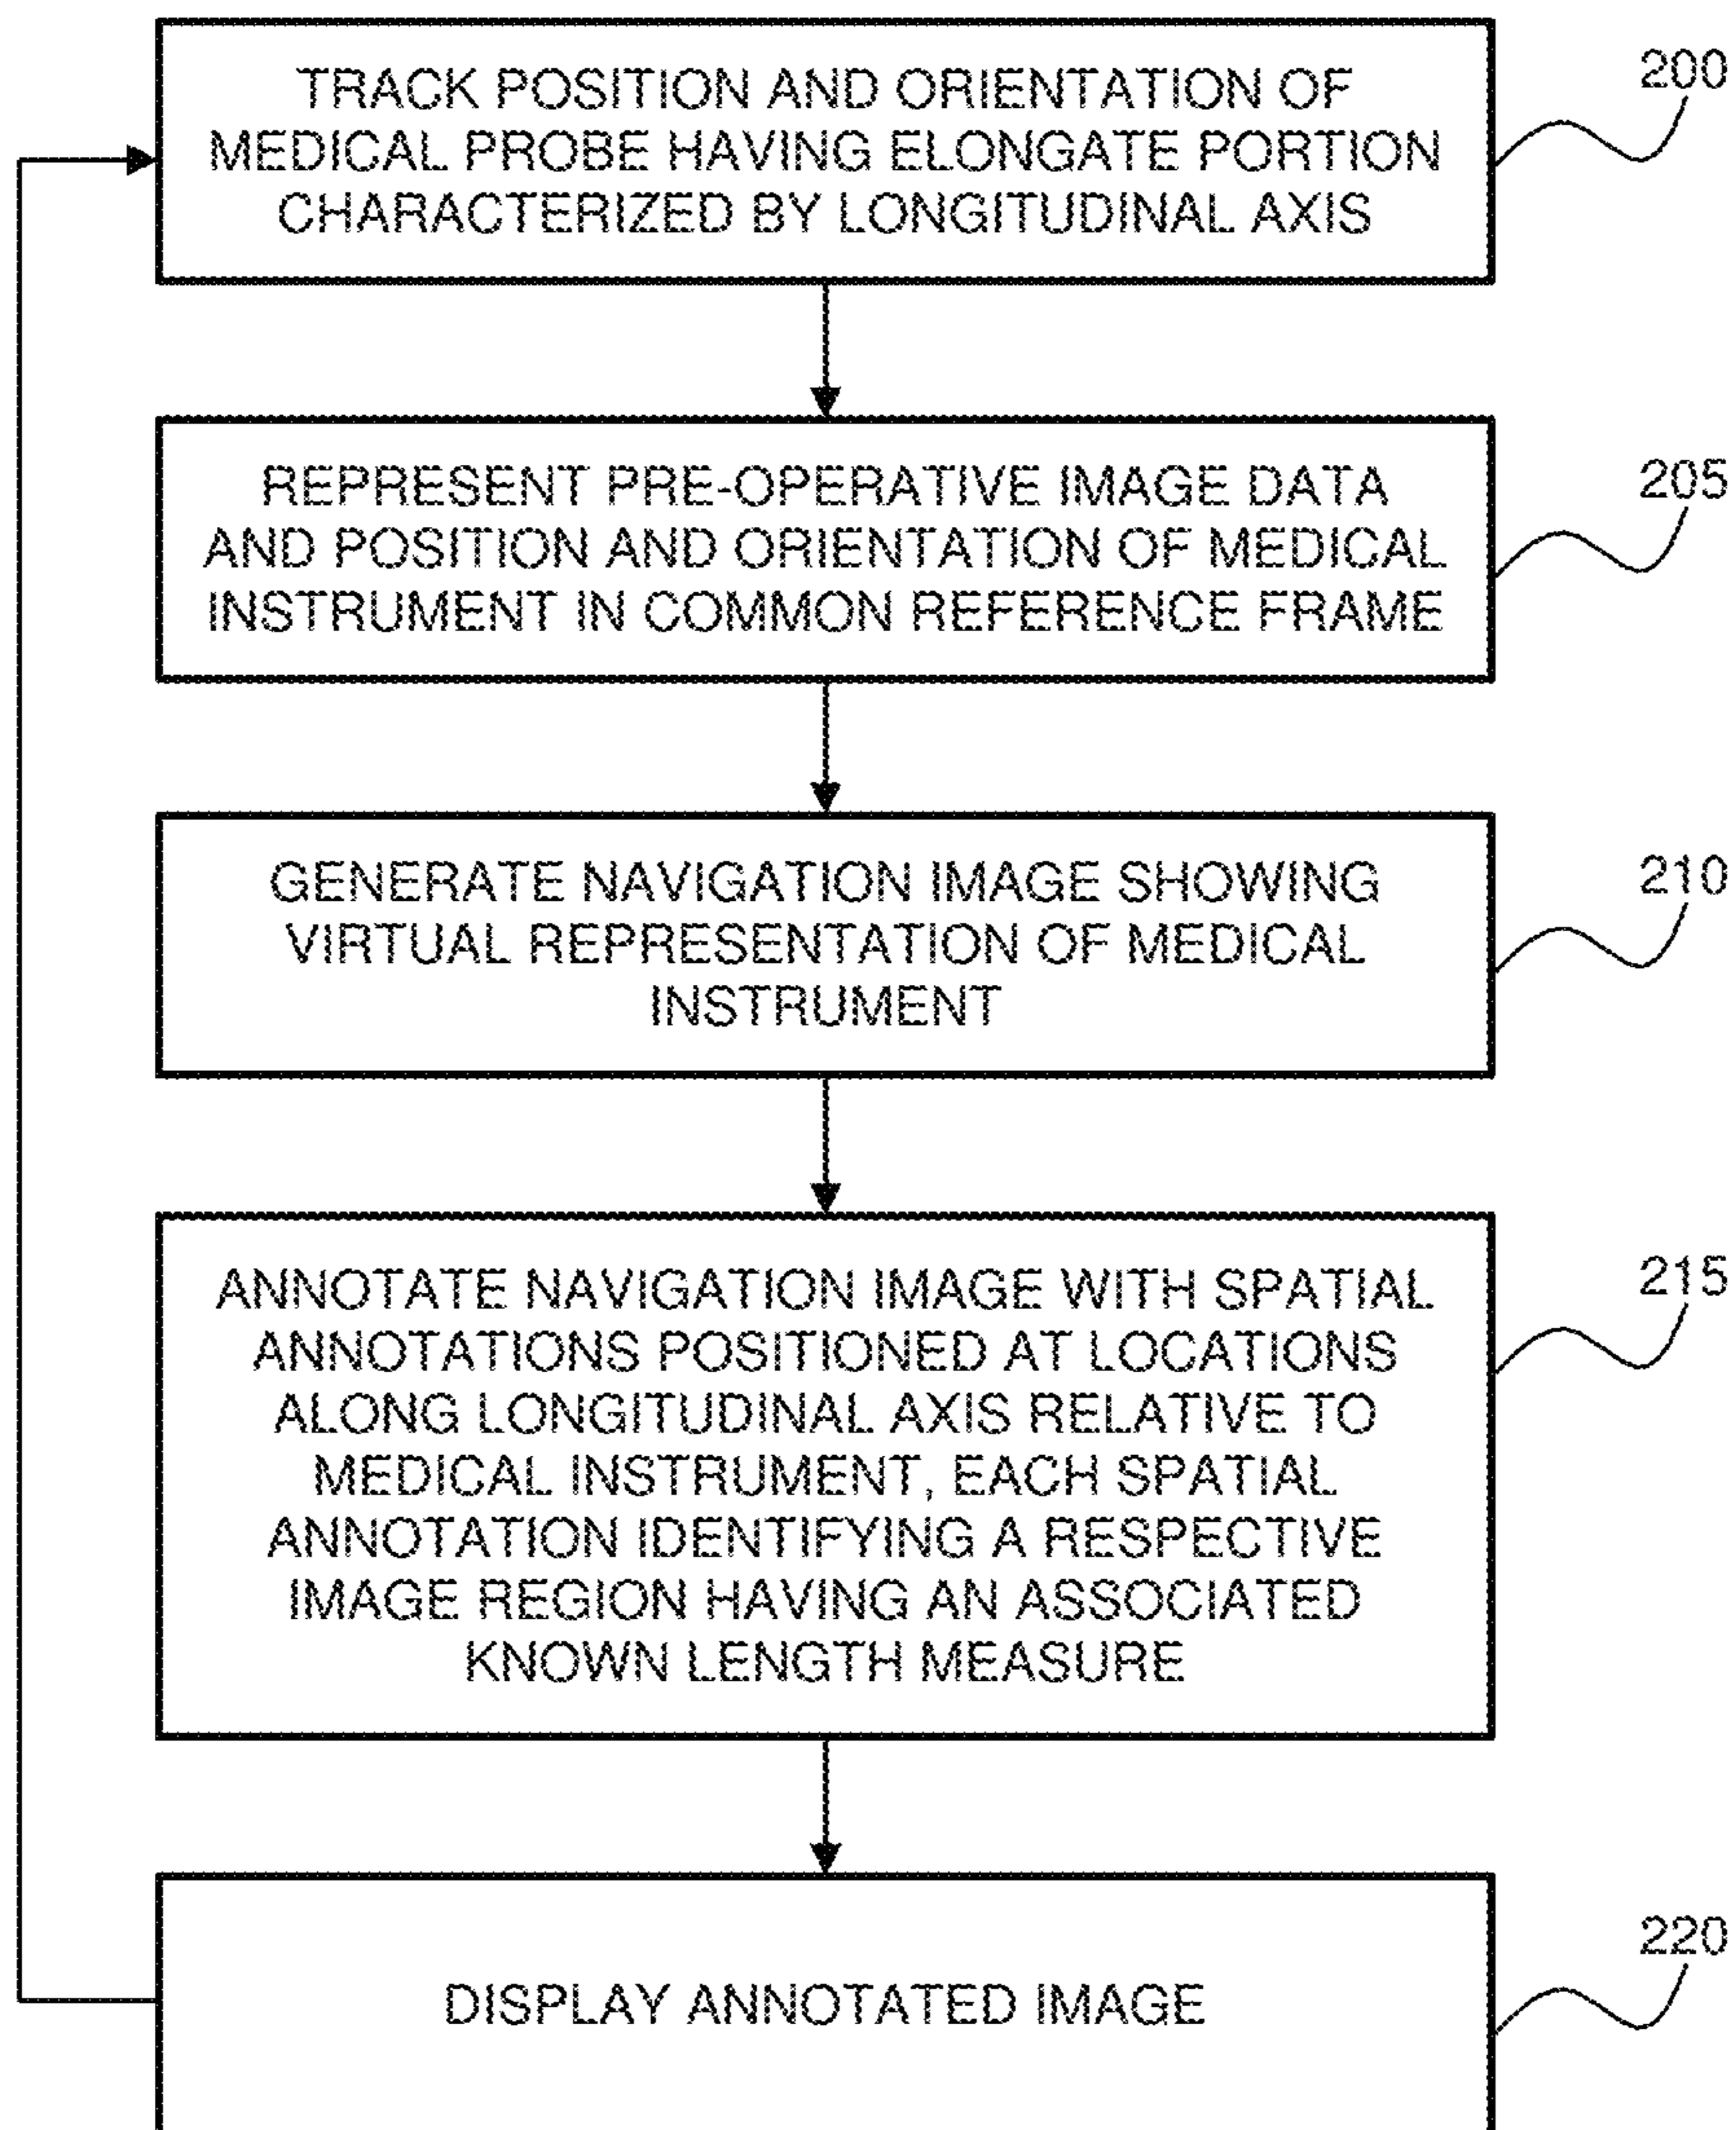 TRACK POSITION AND ORIENTATION OF
MEDICAL PROBE HAVING ELONGATE PORTION
CHARACTERIZED BY LONGITUDINAL AXIS
200
REPRESENT PRE-OPERATIVE IMAGE DATA
AND POSITION AND ORIENTATION OF MEDICAL
INSTRUMENT IN COMMON REFERENCE FRAME
205
GENERATE NAVIGATION IMAGE SHOWING
VIRTUAL REPRESENTATION OF MEDICAL
INSTRUMENT
210
ANNOTATE NAVIGATION IMAGE WITH SPATIAL
ANNOTATIONS POSITIONED AT LOCATIONS
ALONG LONGITUDINAL AXIS RELATIVE TO
MEDICAL INSTRUMENT, EACH SPATIAL
ANNOTATION IDENTIFYING A RESPECTIVE
IMAGE REGION HAVING AN ASSOCIATED
KNOWN LENGTH MEASURE
215
DISPLAY ANNOTATED IMAGE
220